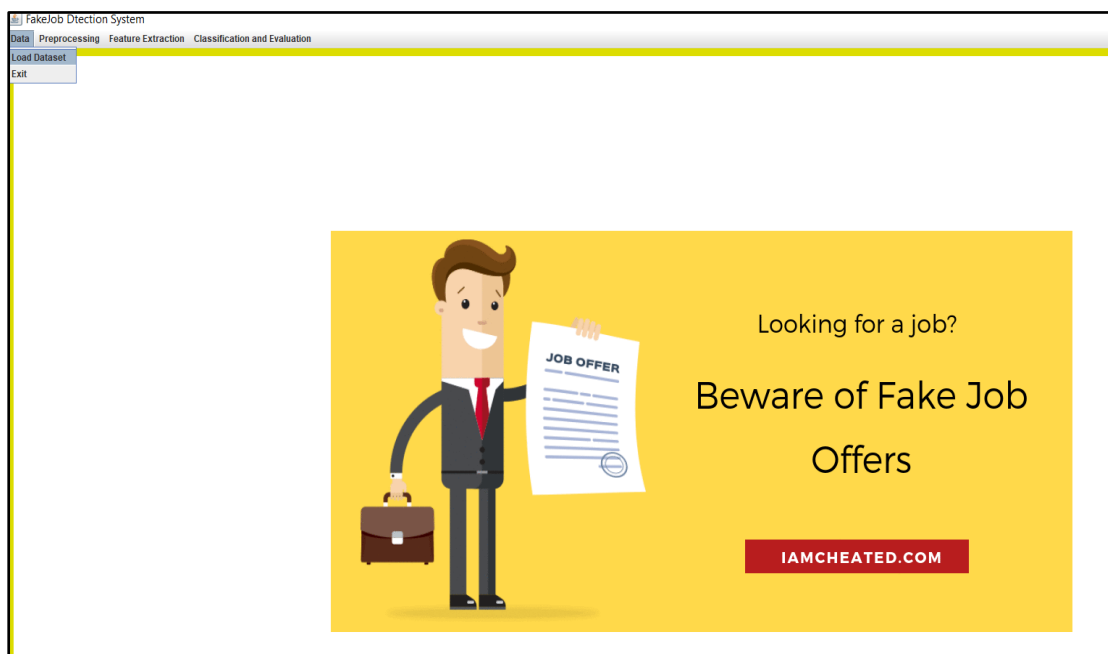 FakeJob Dtection System
Data Preprocessing Feature Extraction Classification and Evaluation
Load Dataset
Exit
JOB OFFER
Looking for a job?
Beware of Fake Job
Offers
IAMCHEATED.COM